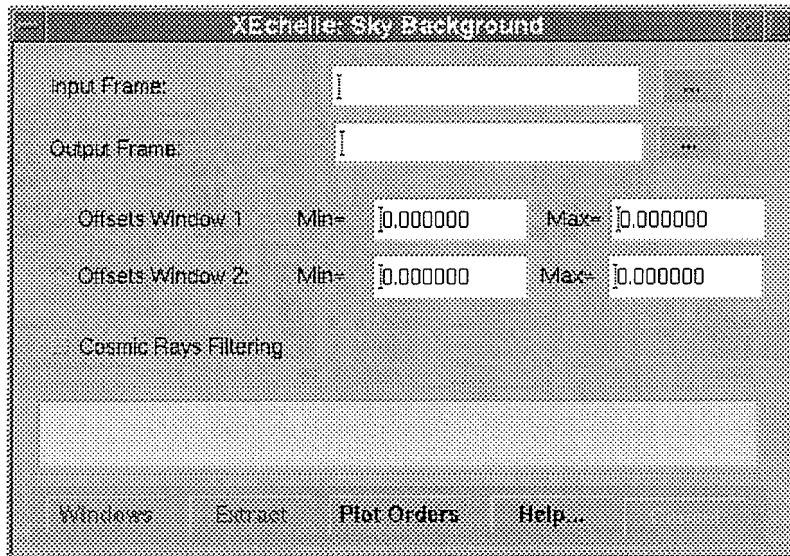 XEchelle: Sky Background
Input Frame: ...
Output Frame: ...
Offsets Window 1 Min= 0.000000 Max= 0.000000
Offsets Window 2: Min= 0.000000 Max= 0.000000
Cosmic Rays Filtering
Windows Extract Plot Orders Help...